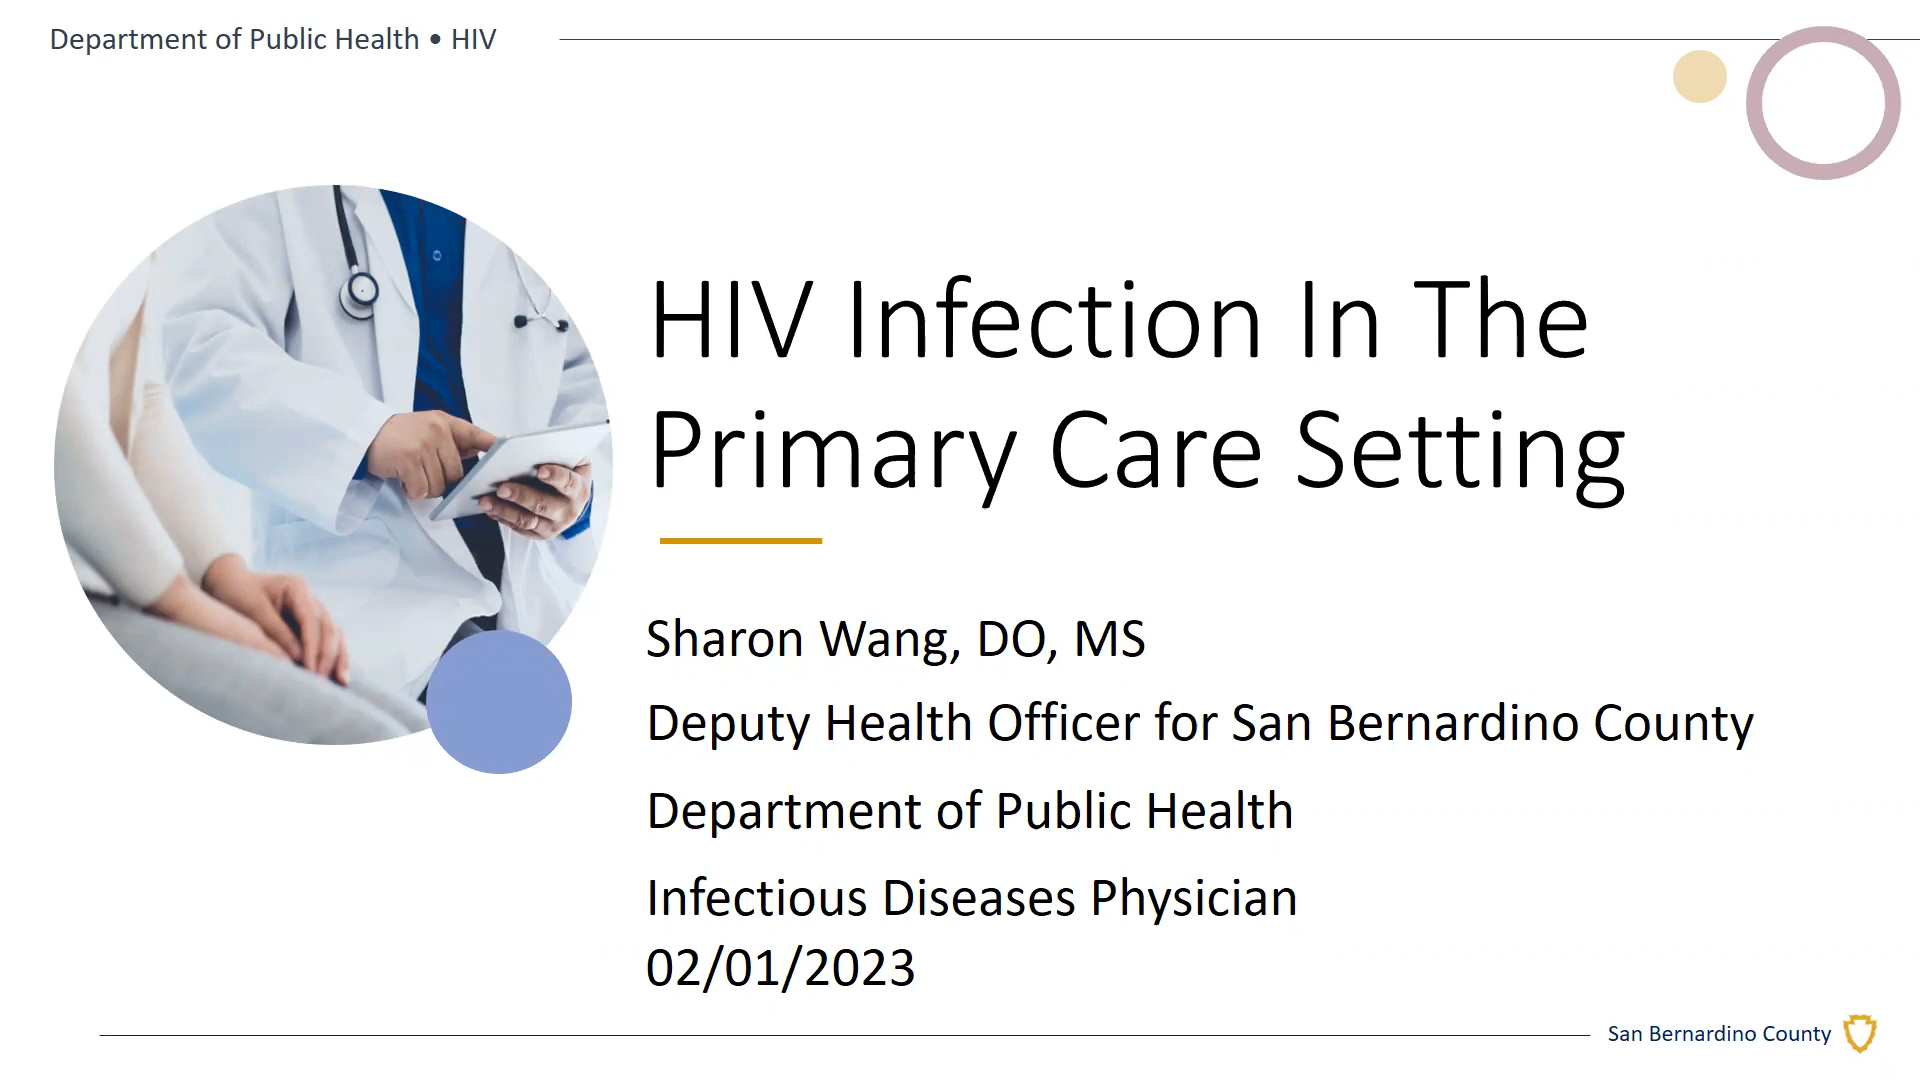 Department of Public Health • HIV
HIV Infection In The
Primary Care Setting
Sharon Wang, DO, MS
Deputy Health Officer for San Bernardino County
Department of Public Health
Infectious Diseases Physician
02/01/2023
San Bernardino County